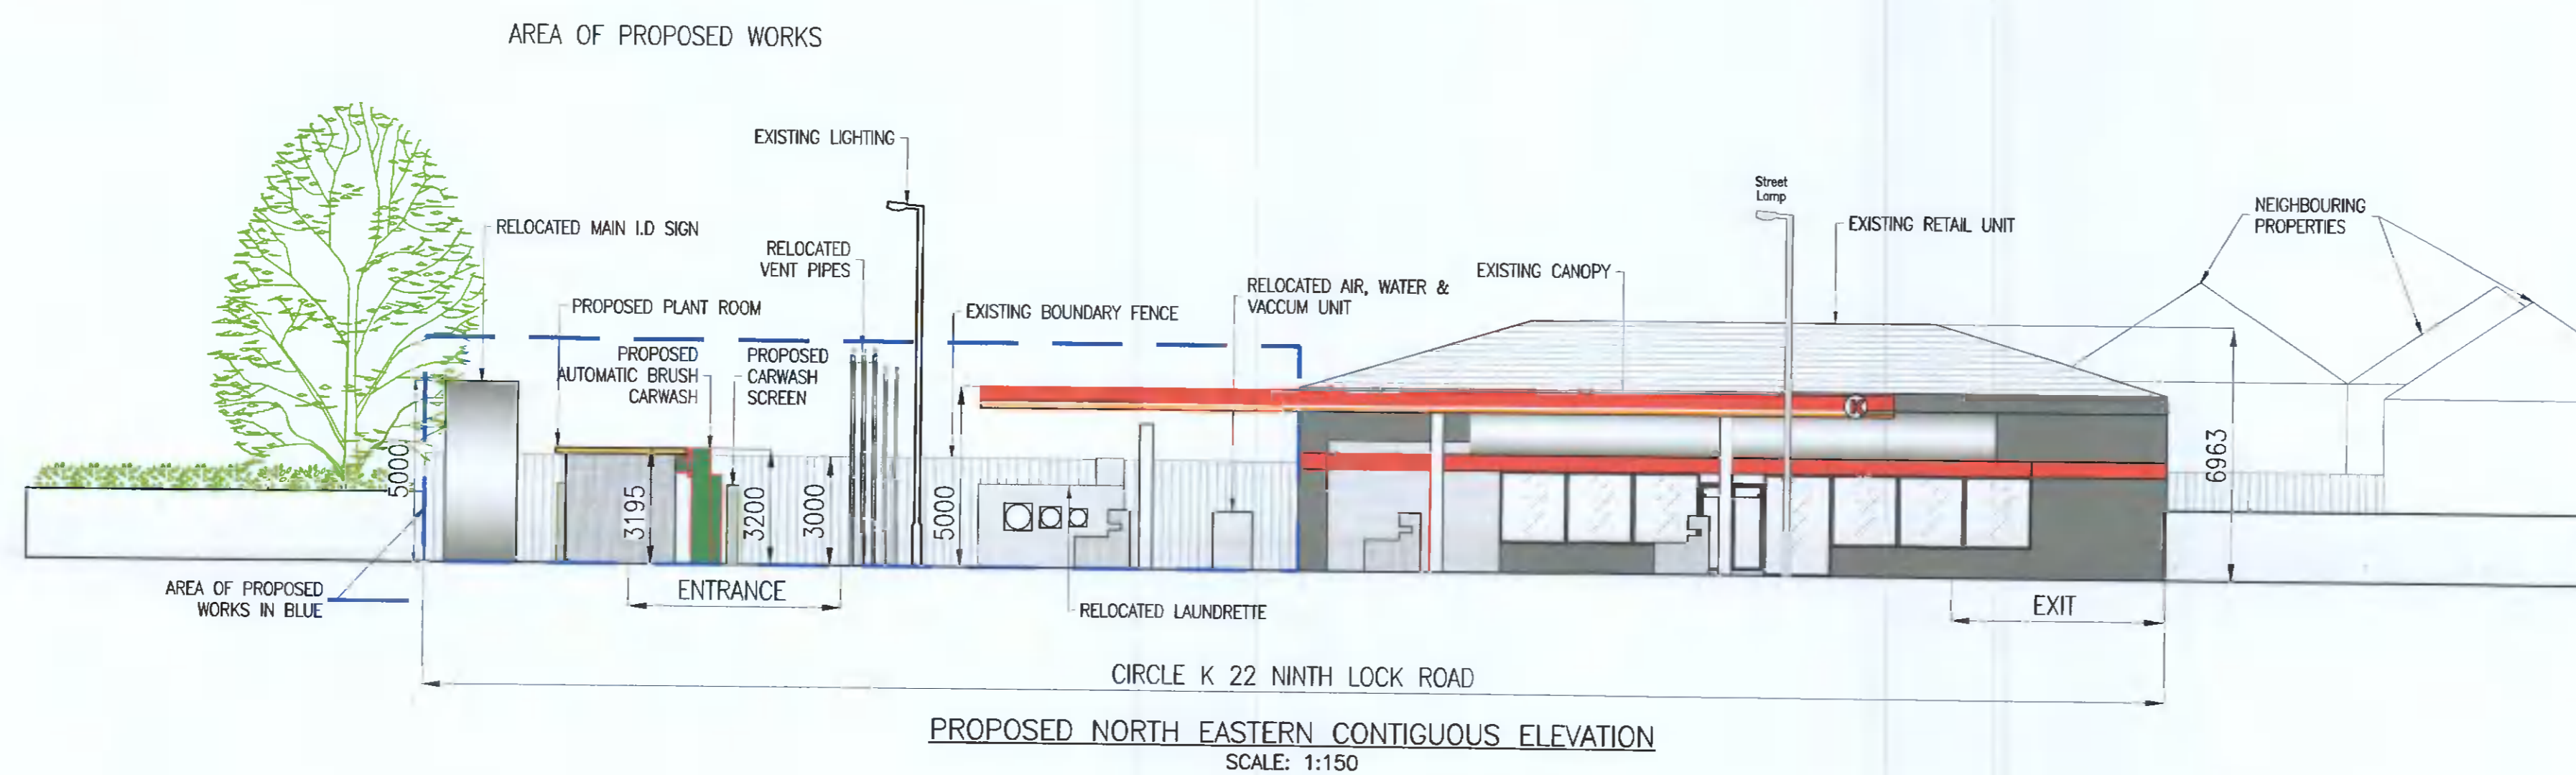 AREA OF PROPOSED WORKS
EXISTING LIGHTING
Street
Lamp
RELOCATED MAIN I.D SIGN
RELOCATED
VENT PIPES
EXISTING RETAIL UNIT
NEIGHBOURING
PROPERTIES
EXISTING CANOPY
RELOCATED AIR, WATER &
VACCUM UNIT
PROPOSED PLANT ROOM
EXISTING BOUNDARY FENCE
PROPOSED
AUTOMATIC BRUSH
CARWASH
PROPOSED
CARWASH
SCREEN
K
5000
3195
3200
3000
5000
6963
AREA OF PROPOSED
WORKS IN BLUE
ENTRANCE
RELOCATED LAUNDRETTE
EXIT
CIRCLE K 22 NINTH LOCK ROAD
PROPOSED NORTH EASTERN CONTIGUOUS ELEVATION
SCALE: 1:150